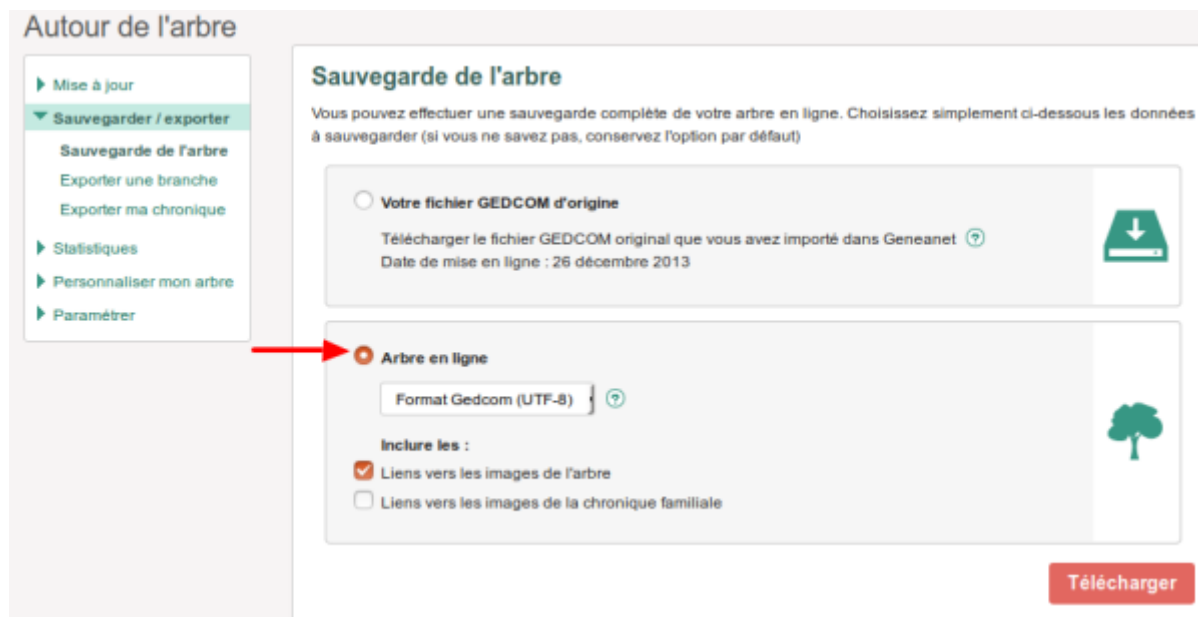 Autour de l'arbre
Mise à jour
Sauvegarder / exporter
Sauvegarde de l'arbre
Exporter une branche
Exporter ma chronique
Statistiques
Personnaliser mon arbre
Paramétrer
Sauvegarde de l'arbre
Vous pouvez effectuer une sauvegarde complète de votre arbre en ligne. Choisissez simplement ci-dessous les données
à sauvegarder (si vous ne savez pas, conservez l'option par défaut)
Votre fichier GEDCOM d'origine
Télécharger le fichier GEDCOM original que vous avez importé dans Geneanet ?
Date de mise en ligne : 26 décembre 2013
Arbre en ligne
Format Gedcom (UTF-8) ?
Inclure les :
Liens vers les images de l'arbre
Liens vers les images de la chronique familiale
Télécharger